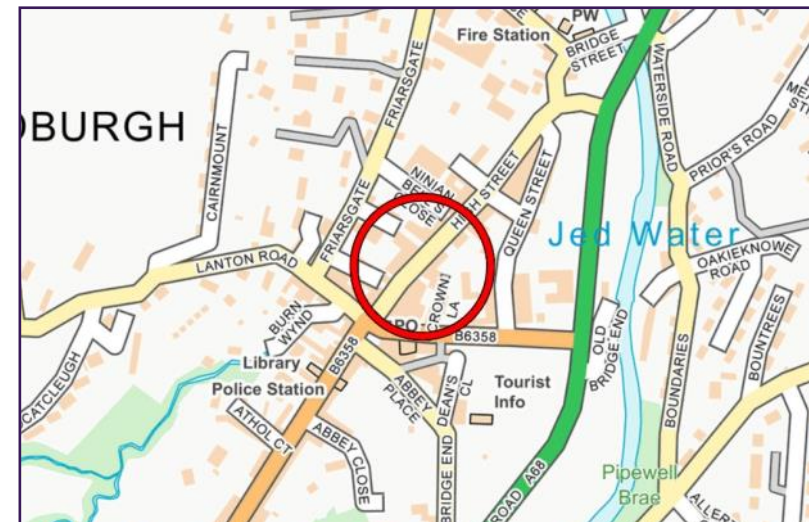 PW
Fire Station
BRIDGE
STREET
FRIARSGATE
WATERSIDE ROAD
DBURGH
CAIRNMOUNT
PRIOR'S ROAD
NINIAN
CLOSE
HIGH STREET
QUEEN STREET
FRIARSGATE
Jed Water
LANTON ROAD
OAKIEKNOWE
ROAD
CROWN
LA
BURN
WYND
PO
B6358
B6358
OLD
BRIDGE END
BOUNTREES
BOUNDARIES
Library
Police Station
CATCLEUGH
ABBEY
PLACE
DEAN'S
CL
Tourist
Info
ATHOL CT
ABBEY CLOSE
BRIDGE END
ROAD A68
Pipewell
Brae